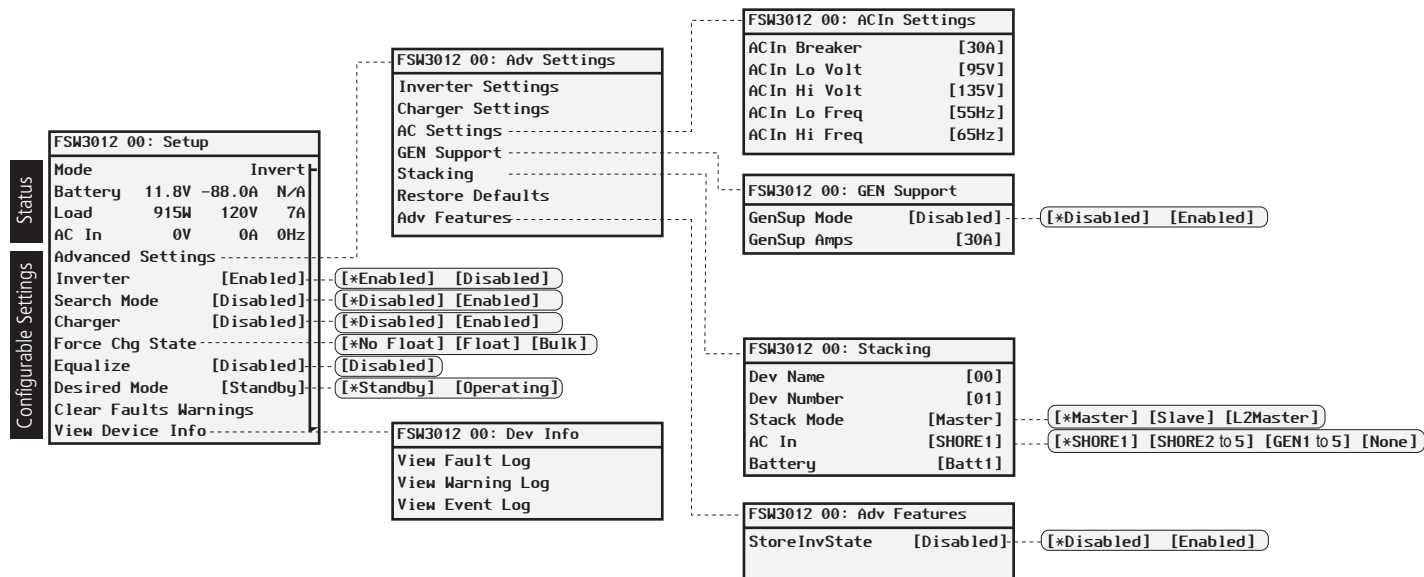 Status
Configurable Settings
FSW3012 00: Setup
Mode Invert
Battery 11.8V -88.0A N/A
Load 915W 120V 7A
AC In 0V 0A 0Hz
Advanced Settings
Inverter [Enabled] [*Enabled] [Disabled]
Search Mode [Disabled] [*Disabled] [Enabled]
Charger [Disabled] [*Disabled] [Enabled]
Force Chg State [*No Float] [Float] [Bulk]
Equalize [Disabled] [Disabled]
Desired Mode [Standby] [*Standby] [Operating]
Clear Faults Warnings
View Device Info
FSW3012 00: Adv Settings
Inverter Settings
Charger Settings
AC Settings
GEN Support
Stacking
Restore Defaults
Adv Features
FSW3012 00: Dev Info
View Fault Log
View Warning Log
View Event Log
FSW3012 00: ACIn Settings
ACIn Breaker [30A]
ACIn Lo Volt [95V]
ACIn Hi Volt [135V]
ACIn Lo Freq [55Hz]
ACIn Hi Freq [65Hz]
FSW3012 00: GEN Support
GenSup Mode [Disabled] [*Disabled] [Enabled]
GenSup Amps [30A]
FSW3012 00: Stacking
Dev Name [00]
Dev Number [01]
Stack Mode [Master] [*Master] [Slave] [L2Master]
AC In [SHORE1] [*SHORE1] [SHORE2 to 5] [GEN1 to 5] [None]
Battery [Batt1]
FSW3012 00: Adv Features
StoreInvState [Disabled] [*Disabled] [Enabled]